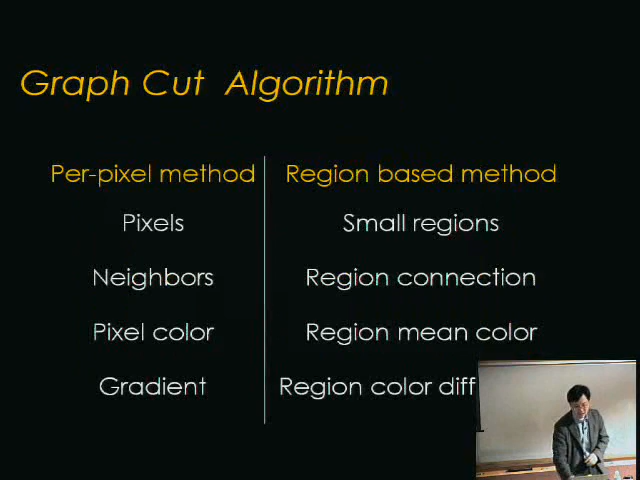 Graph Cut Algorithm
Per-pixel method Region based method
Pixels Small regions
Neighbors Region connection
Pixel color Region mean color
Gradient Region color diff